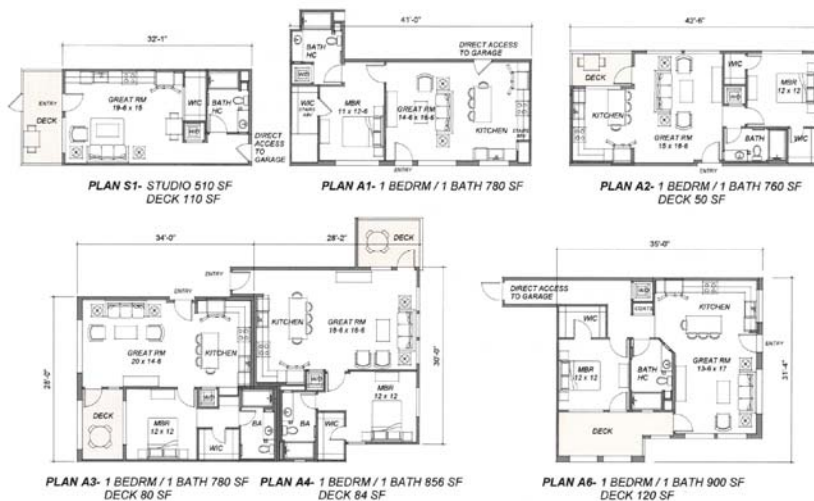 32'-1"
ENTRY
DECK
GREAT RM
19-6 x 15
WIC
BATH
HC
W/D
DIRECT
ACCESS
TO
GARAGE
PLAN S1- STUDIO 510 SF
DECK 110 SF
41'-0"
BATH
HC
W/D
WIC
MBR
11 x 12-6
GREAT RM
14-6 x 16-6
DIRECT ACCESS
TO GARAGE
KITCHEN
ENTRY
PLAN A1- 1 BEDRM / 1 BATH 780 SF
42'-6"
DECK
KITCHEN
GREAT RM
15 x 16-6
WIC
W/D
MBR
12 x 12
BATH
WIC
ENTRY
PLAN A2- 1 BEDRM / 1 BATH 760 SF
DECK 50 SF
34'-0"
ENTRY
GREAT RM
20 x 14-6
KITCHEN
DECK
MBR
12 x 12
W/D
WIC
BA
PLAN A3- 1 BEDRM / 1 BATH 780 SF
DECK 80 SF
28'-2"
DECK
ENTRY
KITCHEN
GREAT RM
18-6 x 16-6
W/D
MBR
12 x 12
BA
WIC
PLAN A4- 1 BEDRM / 1 BATH 856 SF
DECK 84 SF
35'-0"
DIRECT ACCESS
TO GARAGE
W/D
COATS
KITCHEN
WIC
MBR
12 x 12
BATH
HC
GREAT RM
13-6 x 17
ENTRY
31'-4"
DECK
PLAN A6- 1 BEDRM / 1 BATH 900 SF
DECK 120 SF